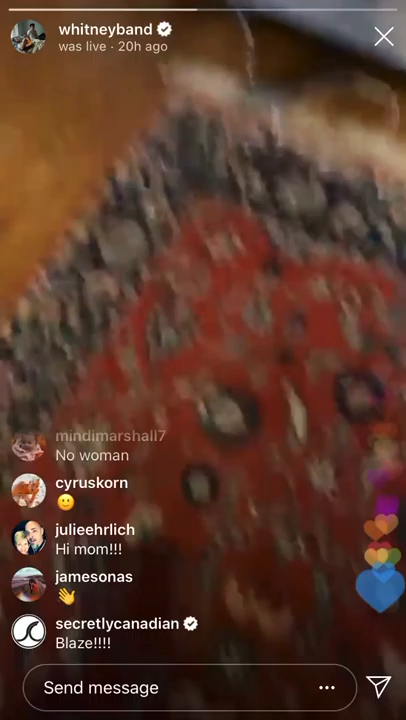 whitneyband
was live · 20h ago
mindimarshall7
No woman
cyruskorn
🙂
julieehrlich
Hi mom!!!
jamesonas
👋
secretlycanadian
Blaze!!!!
Send message